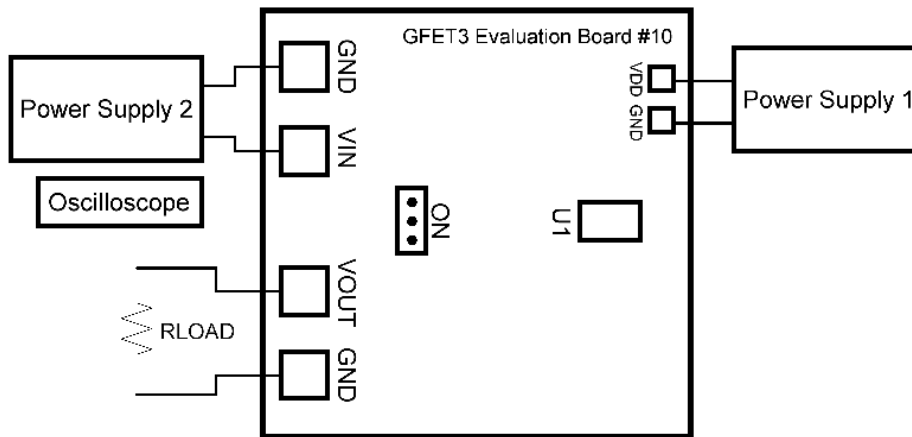 GFET3 Evaluation Board #10
GND
VDD
Power Supply 2
Power Supply 1
GND
VIN
Oscilloscope
ON
U1
VOUT
RLOAD
GND